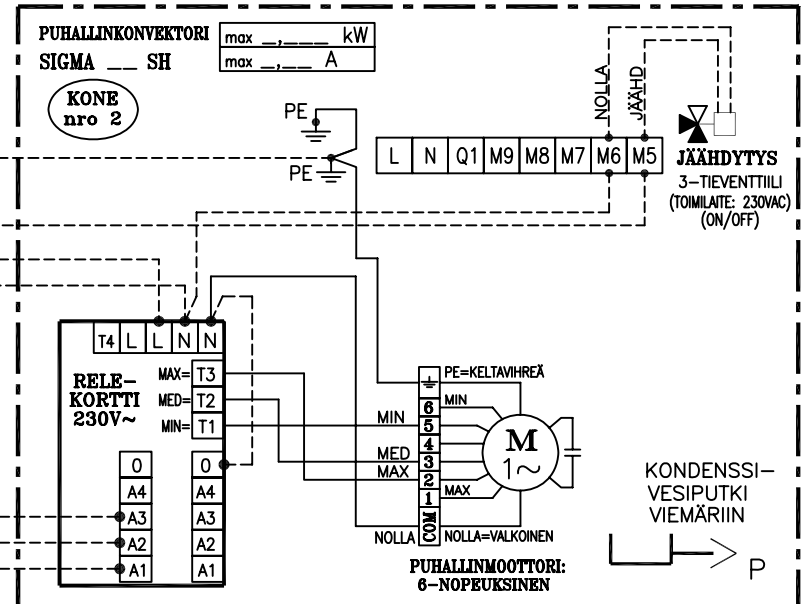 PUHALLINKONVEKTORI
max _,___ kW
SIGMA __ SH
max _,__ A
KONE
nro 2
PE
PE
NOLLA
JÄÄHD
L N Q1 M9 M8 M7 M6 M5
JÄÄHDYTYS
3-TIEVENTTIILI
(TOIMILAITE: 230VAC)
(ON/OFF)
T4 L L N N
RELE-
KORTTI
230V~
MAX= T3
MED= T2
MIN= T1
0 0
A4 A4
A3 A3
A2 A2
A1 A1
PE=KELTAVIHREÄ
6 MIN
MIN 5
4
MED 3
MAX 2
1 MAX
NOLLA COM NOLLA=VALKOINEN
M
1~
PUHALLINMOOTTORI:
6-NOPEUKSINEN
KONDENSSI-
VESIPUTKI
VIEMÄRIIN
P